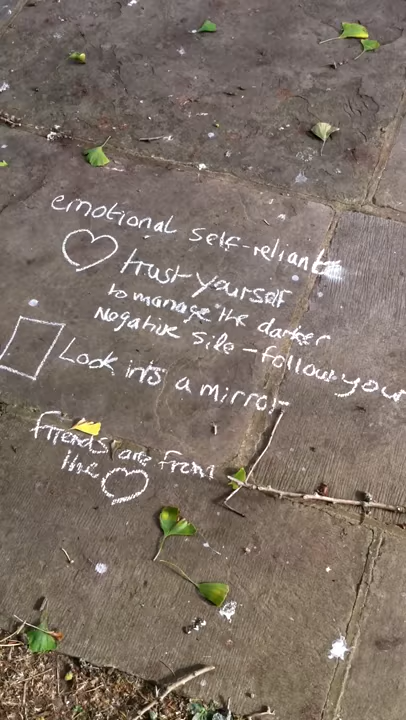 emotional self-reliant
trust yourself
to manage the darker
negative side - follow your
Look into a mirror
friends are from
the